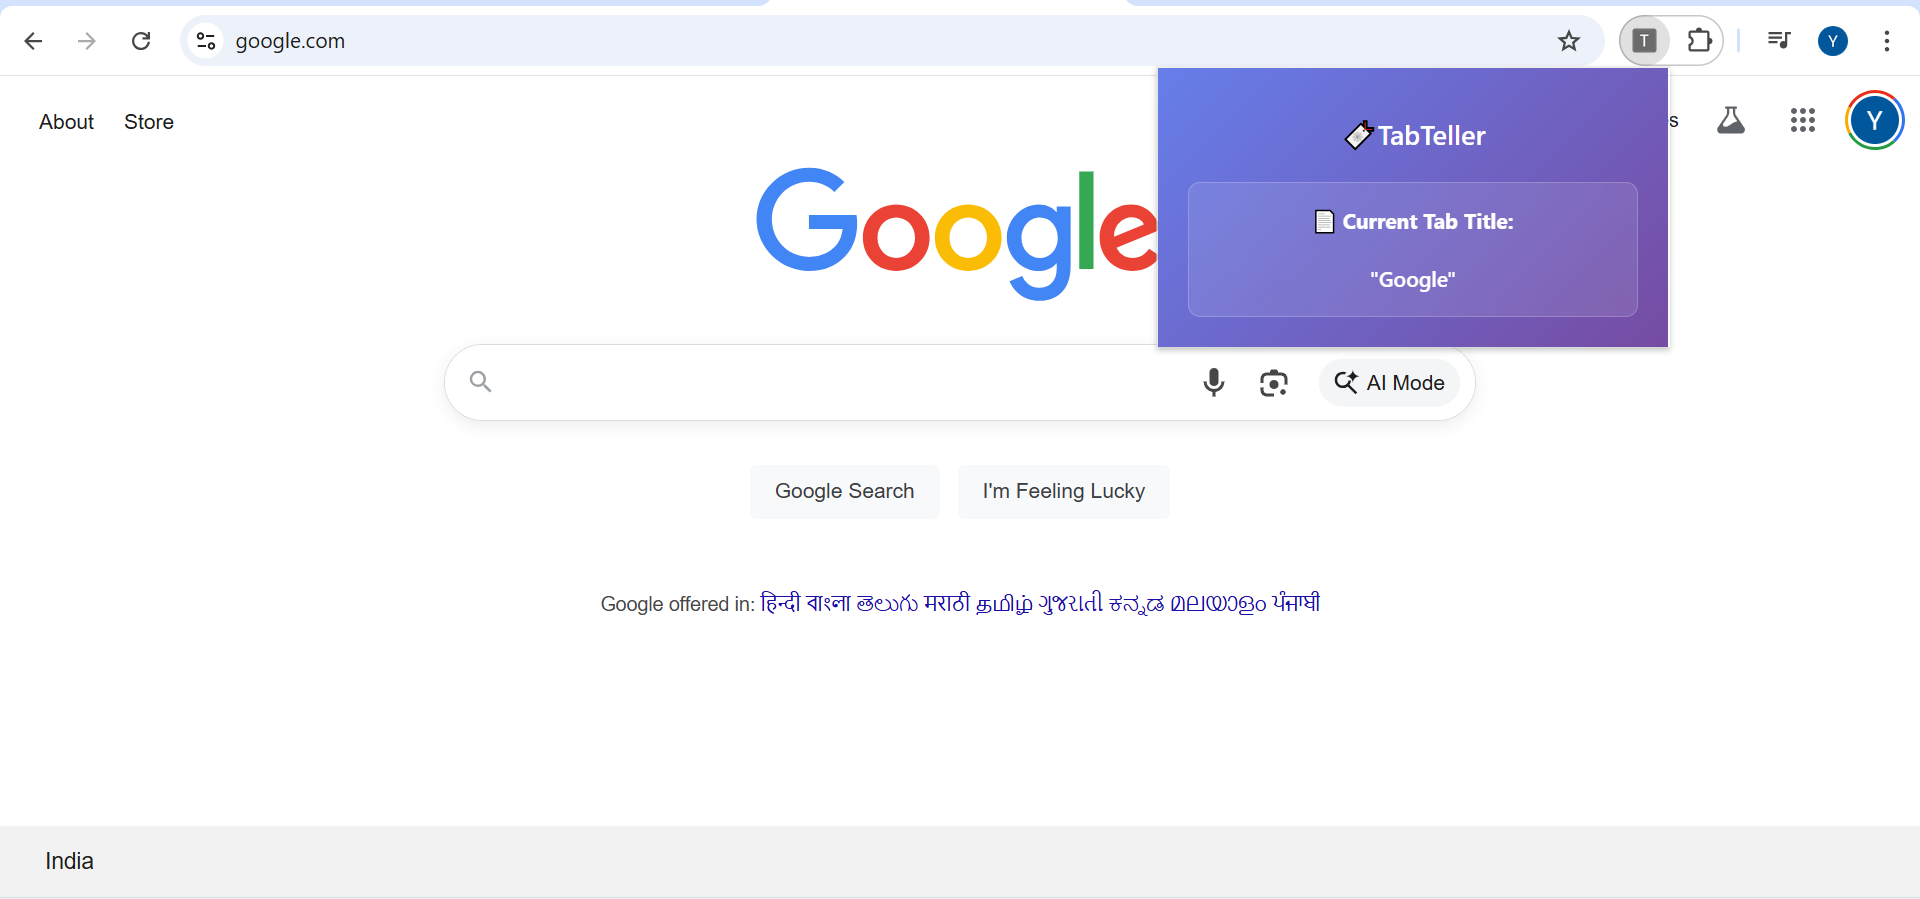 google.com
T
Y
About
Store
s
Y
TabTeller
Current Tab Title:
"Google"
Google
AI Mode
Google Search
I'm Feeling Lucky
Google offered in: हिन्दी বাংলা తెలుగు मराठी தமிழ் ગુજરાતી ಕನ್ನಡ മലയാളം ਪੰਜਾਬੀ
India